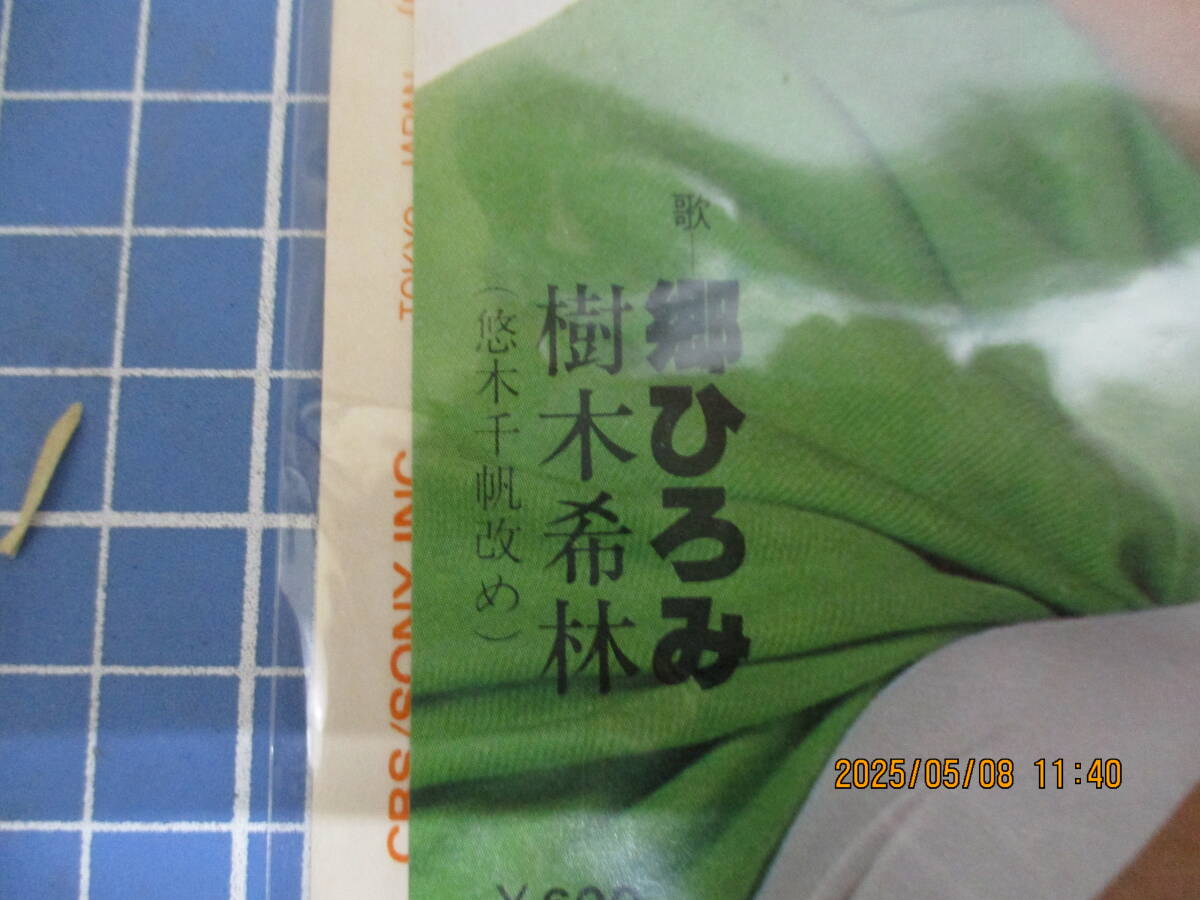 歌―郷ひろみ
樹木希林
(悠木千帆改め)
CBS/SONY INC.
TOKYO JAPAN
¥600
2025/05/08 11:40